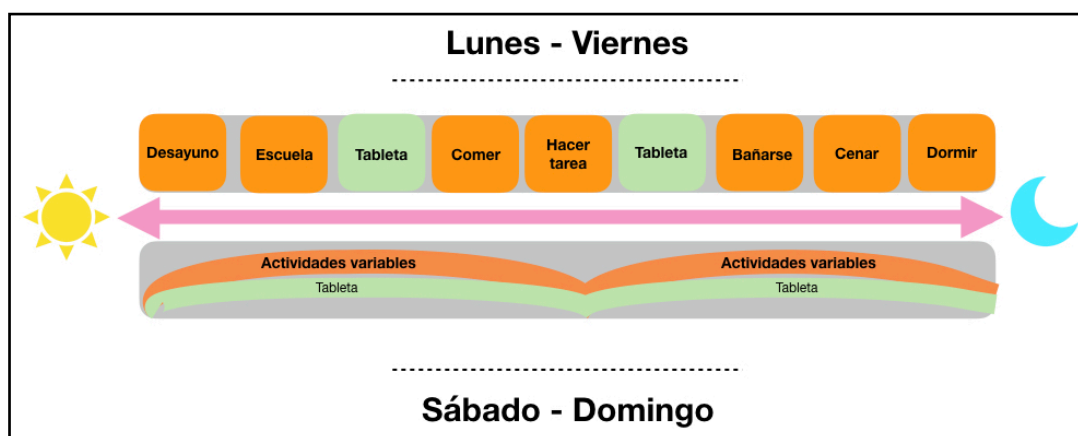 Lunes - Viernes
Desayuno
Escuela
Tableta
Comer
Hacer
tarea
Tableta
Bañarse
Cenar
Dormir
Actividades variables
Tableta
Actividades variables
Tableta
Sábado - Domingo